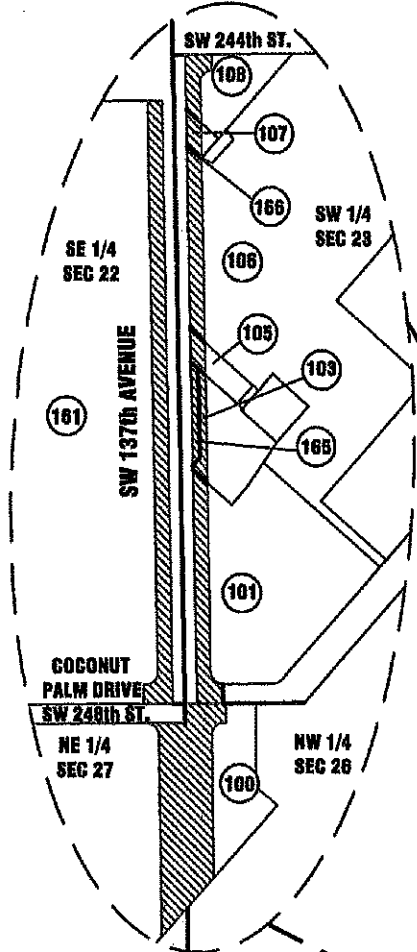 SW 244th ST.
108
107
166
SW 1/4
SEC 23
SE 1/4
SEC 22
106
105
103
SW 137th AVENUE
161
165
101
COCONUT
PALM DRIVE
SW 248th ST.
NE 1/4
SEC 27
NW 1/4
SEC 26
100